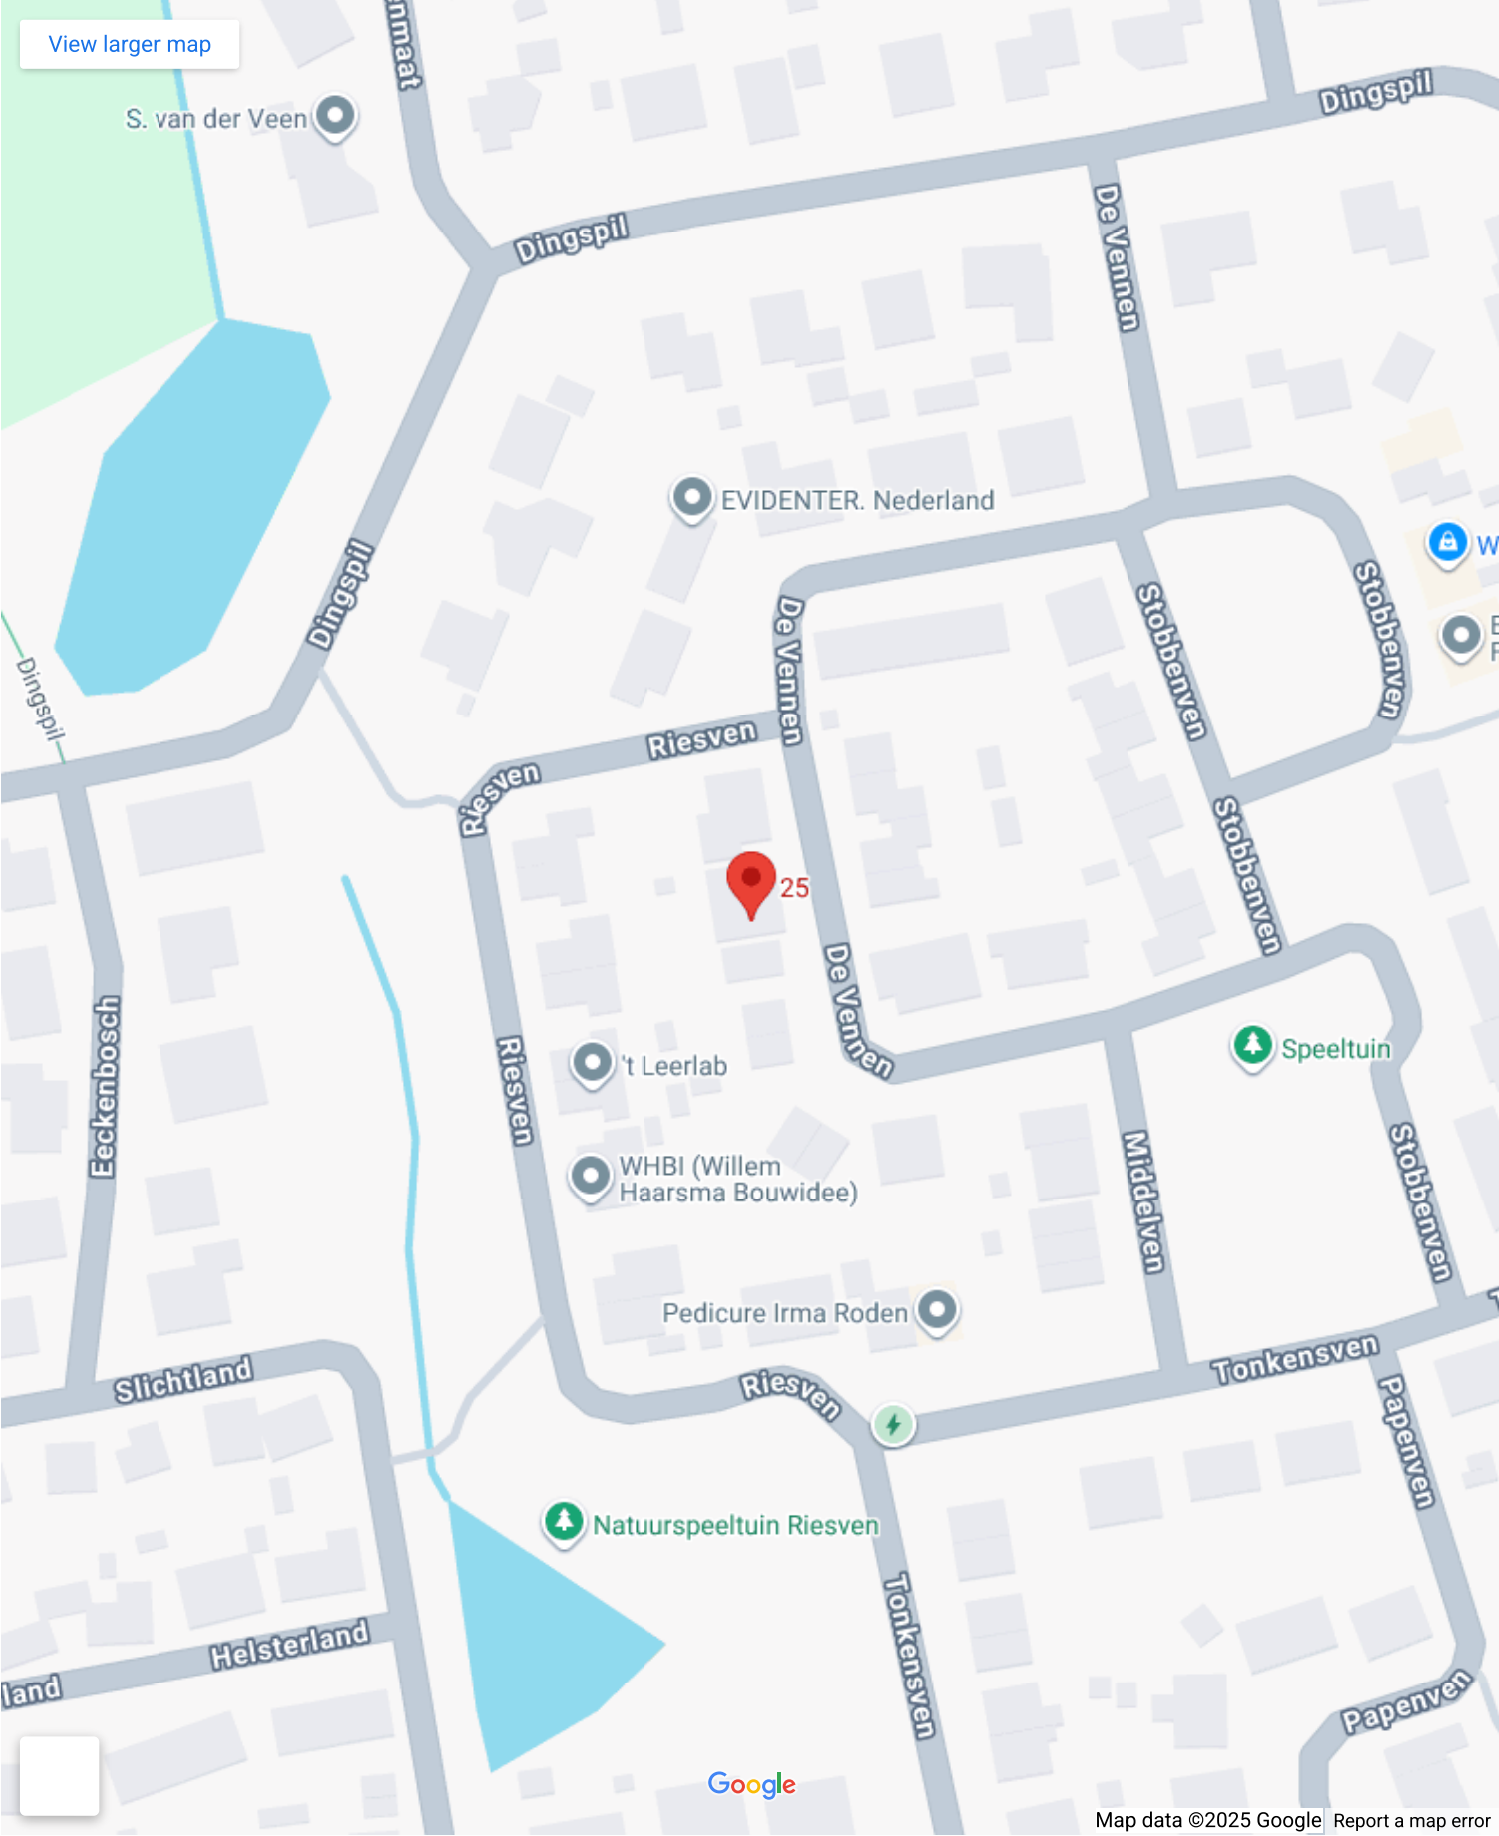 View larger map
enmaat
Dingspil
S. van der Veen
De Vennen
Dingspil
EVIDENTER. Nederland
W
Dingspil
Stobbenven
Stobbenven
De Vennen
Dingspil
Riesven
Riesven
Stobbenven
25
De Vennen
Eeckenbosch
Riesven
't Leerlab
Speeltuin
Middelven
Stobbenven
WHBI (Willem
Haarsma Bouwidee)
Pedicure Irma Roden
Tonkensven
Slichtland
Riesven
Papenven
Natuurspeeltuin Riesven
Tonkensven
Helsterland
land
Papenven
Google
Map data ©2025 Google
Report a map error